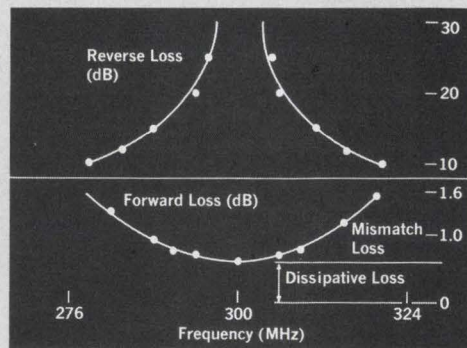 30
Reverse Loss
(dB)
20
10
Forward Loss (dB)
1.6
Mismatch
Loss
1.0
Dissipative Loss
0
276
300
324
Frequency (MHz)